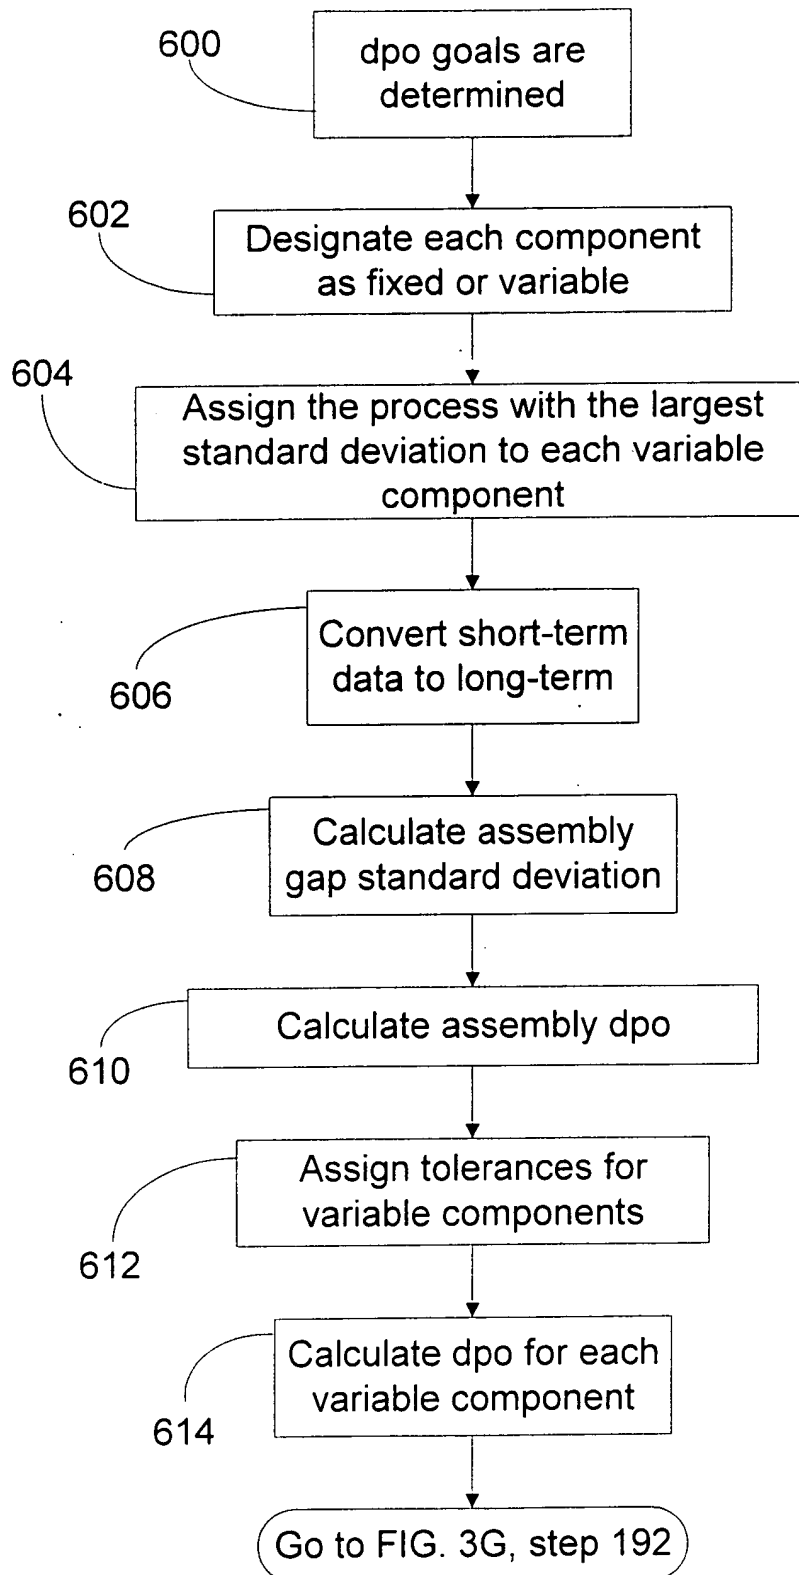 600
dpo goals are
determined
602
Designate each component
as fixed or variable
604
Assign the process with the largest
standard deviation to each variable
component
606
Convert short-term
data to long-term
608
Calculate assembly
gap standard deviation
610
Calculate assembly dpo
612
Assign tolerances for
variable components
614
Calculate dpo for each
variable component
Go to FIG. 3G, step 192